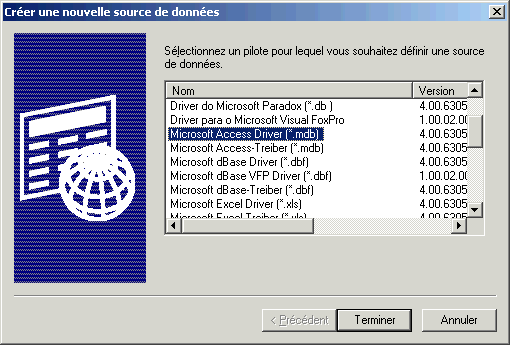 Créer une nouvelle source de données
Sélectionnez un pilote pour lequel vous souhaitez définir une source
de données.
Nom Version
Driver do Microsoft Paradox (*.db ) 4.00.6305
Driver para o Microsoft Visual FoxPro 1.00.02.00
Microsoft Access Driver (*.mdb) 4.00.6305
Microsoft Access-Treiber (*.mdb) 4.00.6305
Microsoft dBase Driver (*.dbf) 4.00.6305
Microsoft dBase VFP Driver (*.dbf) 1.00.02.00
Microsoft dBase-Treiber (*.dbf) 4.00.6305
Microsoft Excel Driver (*.xls) 4.00.6305
Microsoft Excel Treiber (*.xls) 4.00.6305
< Précédent Terminer Annuler